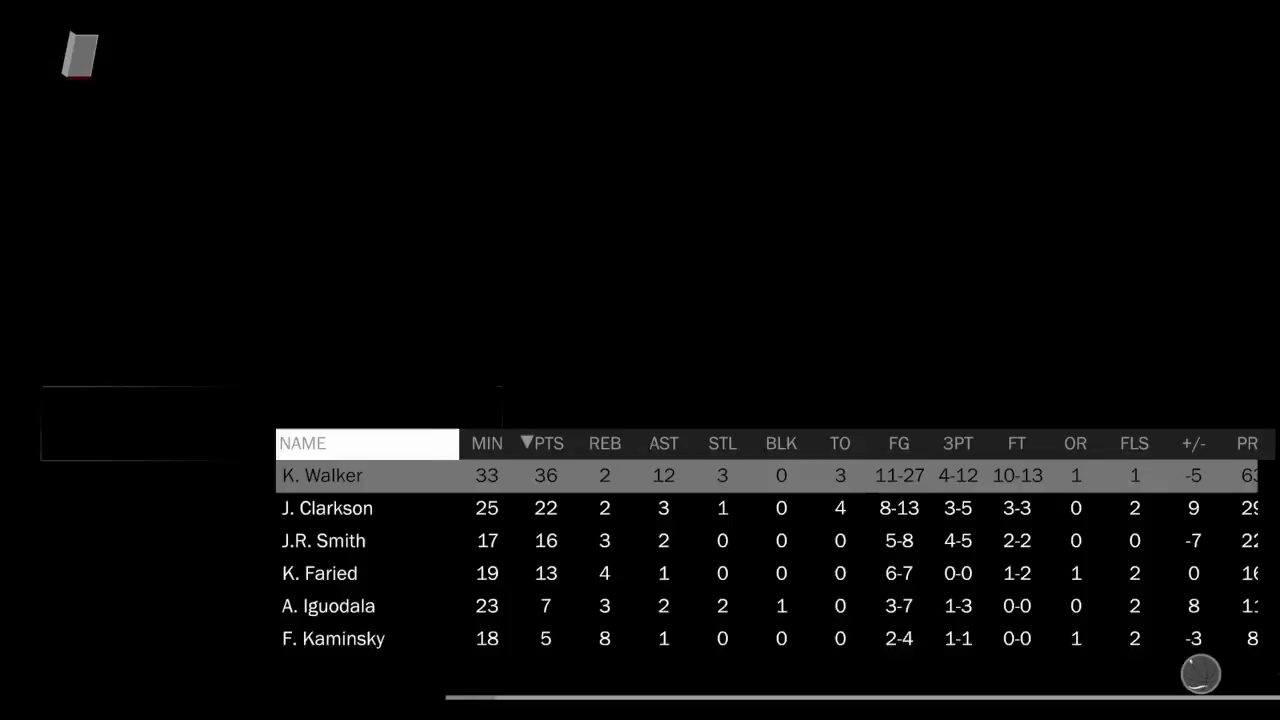 NAME MIN ▼PTS REB AST STL BLK TO FG 3PT FT OR FLS +/- PR
K. Walker 33 36 2 12 3 0 3 11-27 4-12 10-13 1 1 -5 63
J. Clarkson 25 22 2 3 1 0 4 8-13 3-5 3-3 0 2 9 29
J.R. Smith 17 16 3 2 0 0 0 5-8 4-5 2-2 0 0 -7 22
K. Faried 19 13 4 1 0 0 0 6-7 0-0 1-2 1 2 0 16
A. Iguodala 23 7 3 2 2 1 0 3-7 1-3 0-0 0 2 8 11
F. Kaminsky 18 5 8 1 0 0 0 2-4 1-1 0-0 1 2 -3 8